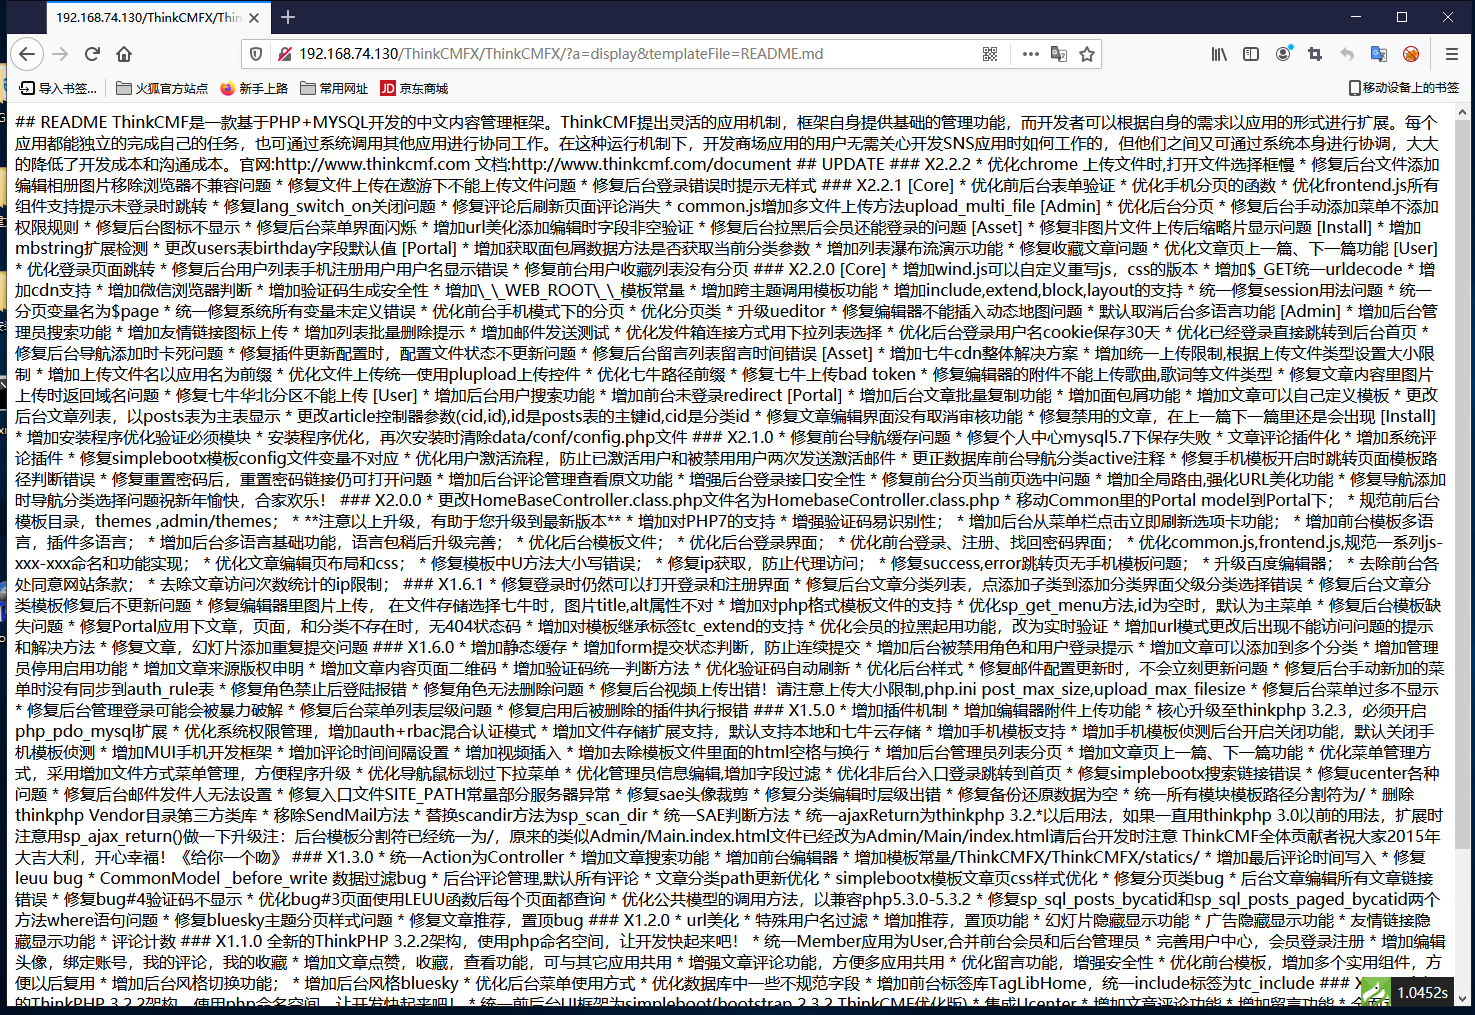 192.168.74.130/ThinkCMFX/Thin
192.168.74.130/ThinkCMFX/ThinkCMFX/?a=display&templateFile=README.md
导入书签... 火狐官方站点 新手上路 常用网址 JD 京东商城 移动设备上的书签
## README ThinkCMF是一款基于PHP+MYSQL开发的中文内容管理框架。ThinkCMF提出灵活的应用机制，框架自身提供基础的管理功能，而开发者可以根据自身的需求以应用的形式进行扩展。每个
应用都能独立的完成自己的任务，也可通过系统调用其他应用进行协同工作。在这种运行机制下，开发商场应用的用户无需关心开发SNS应用时如何工作的，但他们之间又可通过系统本身进行协调，大大
的降低了开发成本和沟通成本。官网:http://www.thinkcmf.com 文档:http://www.thinkcmf.com/document ## UPDATE ### X2.2.2 * 优化chrome 上传文件时,打开文件选择框慢 * 修复后台文件添加
编辑相册图片移除浏览器不兼容问题 * 修复文件上传在遨游下不能上传文件问题 * 修复后台登录错误时提示无样式 ### X2.2.1 [Core] * 优化前后台表单验证 * 优化手机分页的函数 * 优化frontend.js所有
组件支持提示未登录时跳转 * 修复lang_switch_on关闭问题 * 修复评论后刷新页面评论消失 * common.js增加多文件上传方法upload_multi_file [Admin] * 优化后台分页 * 修复后台手动添加菜单不添加
权限规则 * 修复后台图标不显示 * 修复后台菜单界面闪烁 * 增加url美化添加编辑时字段非空验证 * 修复后台拉黑后会员还能登录的问题 [Asset] * 修复非图片文件上传后缩略片显示问题 [Install] * 增加
mbstring扩展检测 * 更改users表birthday字段默认值 [Portal] * 增加获取面包屑数据方法是否获取当前分类参数 * 增加列表瀑布流演示功能 * 修复收藏文章问题 * 优化文章页上一篇、下一篇功能 [User]
* 优化登录页面跳转 * 修复后台用户列表手机注册用户用户名显示错误 * 修复前台用户收藏列表没有分页 ### X2.2.0 [Core] * 增加wind.js可以自定义重写js，css的版本 * 增加$_GET统一urldecode * 增
加cdn支持 * 增加微信浏览器判断 * 增加验证码生成安全性 * 增加\_\_WEB_ROOT\_\_模板常量 * 增加跨主题调用模板功能 * 增加include,extend,block,layout的支持 * 统一修复session用法问题 * 统一
分页变量名为$page * 统一修复系统所有变量未定义错误 * 优化前台手机模式下的分页 * 优化分页类 * 升级ueditor * 修复编辑器不能插入动态地图问题 * 默认取消后台多语言功能 [Admin] * 增加后台管
理员搜索功能 * 增加友情链接图标上传 * 增加列表批量删除提示 * 增加邮件发送测试 * 优化发件箱连接方式用下拉列表选择 * 优化后台登录用户名cookie保存30天 * 优化已经登录直接跳转到后台首页 *
修复后台导航添加时卡死问题 * 修复插件更新配置时，配置文件状态不更新问题 * 修复后台留言列表留言时间错误 [Asset] * 增加七牛cdn整体解决方案 * 增加统一上传限制,根据上传文件类型设置大小限
制 * 增加上传文件名以应用名为前缀 * 优化文件上传统一使用plupload上传控件 * 优化七牛路径前缀 * 修复七牛上传bad token * 修复编辑器的附件不能上传歌曲,歌词等文件类型 * 修复文章内容里图片
上传时返回域名问题 * 修复七牛华北分区不能上传 [User] * 增加后台用户搜索功能 * 增加前台未登录redirect [Portal] * 增加后台文章批量复制功能 * 增加面包屑功能 * 增加文章可以自己定义模板 * 更改
后台文章列表，以posts表为主表显示 * 更改article控制器参数(cid,id),id是posts表的主键id,cid是分类id * 修复文章编辑界面没有取消审核功能 * 修复禁用的文章，在上一篇下一篇里还是会出现 [Install]
* 增加安装程序优化验证必须模块 * 安装程序优化，再次安装时清除data/conf/config.php文件 ### X2.1.0 * 修复前台导航缓存问题 * 修复个人中心mysql5.7下保存失败 * 文章评论插件化 * 增加系统评
论插件 * 修复simplebootx模板config文件变量不对应 * 优化用户激活流程，防止已激活用户和被禁用用户两次发送激活邮件 * 更正数据库前台导航分类active注释 * 修复手机模板开启时跳转页面模板路
径判断错误 * 修复重置密码后，重置密码链接仍可打开问题 * 增加后台评论管理查看原文功能 * 增强后台登录接口安全性 * 修复前台分页当前页选中问题 * 增加全局路由,强化URL美化功能 * 修复导航添加
时导航分类选择问题祝新年愉快，合家欢乐！ ### X2.0.0 * 更改HomeBaseController.class.php文件名为HomebaseController.class.php * 移动Common里的Portal model到Portal下； * 规范前后台
模板目录，themes ,admin/themes； * **注意以上升级，有助于您升级到最新版本** * 增加对PHP7的支持 * 增强验证码易识别性； * 增加后台从菜单栏点击立即刷新选项卡功能； * 增加前台模板多语
言，插件多语言； * 增加后台多语言基础功能，语言包稍后升级完善； * 优化后台模板文件； * 优化后台登录界面； * 优化前台登录、注册、找回密码界面； * 优化common.js,frontend.js,规范一系列js-
xxx-xxx命名和功能实现； * 优化文章编辑页布局和css； * 修复模板中U方法大小写错误； * 修复ip获取，防止代理访问； * 修复success,error跳转页无手机模板问题； * 升级百度编辑器； * 去除前台各
处同意网站条款； * 去除文章访问次数统计的ip限制； ### X1.6.1 * 修复登录时仍然可以打开登录和注册界面 * 修复后台文章分类列表，点添加子类到添加分类界面父级分类选择错误 * 修复后台文章分
类模板修复后不更新问题 * 修复编辑器里图片上传， 在文件存储选择七牛时，图片title,alt属性不对 * 增加对php格式模板文件的支持 * 优化sp_get_menu方法,id为空时，默认为主菜单 * 修复后台模板缺
失问题 * 修复Portal应用下文章，页面，和分类不存在时，无404状态码 * 增加对模板继承标签tc_extend的支持 * 优化会员的拉黑起用功能，改为实时验证 * 增加url模式更改后出现不能访问问题的提示
和解决方法 * 修复文章，幻灯片添加重复提交问题 ### X1.6.0 * 增加静态缓存 * 增加form提交状态判断，防止连续提交 * 增加后台被禁用角色和用户登录提示 * 增加文章可以添加到多个分类 * 增加管理
员停用启用功能 * 增加文章来源版权申明 * 增加文章内容页面二维码 * 增加验证码统一判断方法 * 优化验证码自动刷新 * 优化后台样式 * 修复邮件配置更新时，不会立刻更新问题 * 修复后台手动新加的菜
单时没有同步到auth_rule表 * 修复角色禁止后登陆报错 * 修复角色无法删除问题 * 修复后台视频上传出错！请注意上传大小限制,php.ini post_max_size,upload_max_filesize * 修复后台菜单过多不显示
* 修复后台管理登录可能会被暴力破解 * 修复后台菜单列表层级问题 * 修复启用后被删除的插件执行报错 ### X1.5.0 * 增加插件机制 * 增加编辑器附件上传功能 * 核心升级至thinkphp 3.2.3，必须开启
php_pdo_mysql扩展 * 优化系统权限管理，增加auth+rbac混合认证模式 * 增加文件存储扩展支持，默认支持本地和七牛云存储 * 增加手机模板支持 * 增加手机模板侦测后台开启关闭功能，默认关闭手
机模板侦测 * 增加MUI手机开发框架 * 增加评论时间间隔设置 * 增加视频插入 * 增加去除模板文件里面的html空格与换行 * 增加后台管理员列表分页 * 增加文章页上一篇、下一篇功能 * 优化菜单管理方
式，采用增加文件方式菜单管理，方便程序升级 * 优化导航鼠标划过下拉菜单 * 优化管理员信息编辑,增加字段过滤 * 优化非后台入口登录跳转到首页 * 修复simplebootx搜索链接错误 * 修复ucenter各种
问题 * 修复后台邮件发件人无法设置 * 修复入口文件SITE_PATH常量部分服务器异常 * 修复sae头像裁剪 * 修复分类编辑时层级出错 * 修复备份还原数据为空 * 统一所有模块模板路径分割符为/ * 删除
thinkphp Vendor目录第三方类库 * 移除SendMail方法 * 替换scandir方法为sp_scan_dir * 统一SAE判断方法 * 统一ajaxReturn为thinkphp 3.2.*以后用法，如果一直用thinkphp 3.0以前的用法，扩展时
注意用sp_ajax_return()做一下升级注：后台模板分割符已经统一为/，原来的类似Admin/Main.index.html文件已经改为Admin/Main/index.html请后台开发时注意 ThinkCMF全体贡献者祝大家2015年
大吉大利，开心幸福！《给你一个吻》 ### X1.3.0 * 统一Action为Controller * 增加文章搜索功能 * 增加前台编辑器 * 增加模板常量/ThinkCMFX/ThinkCMFX/statics/ * 增加最后评论时间写入 * 修复
leuu bug * CommonModel _before_write 数据过滤bug * 后台评论管理,默认所有评论 * 文章分类path更新优化 * simplebootx模板文章页css样式优化 * 修复分页类bug * 后台文章编辑所有文章链接
错误 * 修复bug#4验证码不显示 * 优化bug#3页面使用LEUU函数后每个页面都查询 * 优化公共模型的调用方法，以兼容php5.3.0-5.3.2 * 修复sp_sql_posts_bycatid和sp_sql_posts_paged_bycatid两个
方法where语句问题 * 修复bluesky主题分页样式问题 * 修复文章推荐，置顶bug ### X1.2.0 * url美化 * 特殊用户名过滤 * 增加推荐，置顶功能 * 幻灯片隐藏显示功能 * 广告隐藏显示功能 * 友情链接隐
藏显示功能 * 评论计数 ### X1.1.0 全新的ThinkPHP 3.2.2架构，使用php命名空间，让开发快起来吧！ * 统一Member应用为User,合并前台会员和后台管理员 * 完善用户中心，会员登录注册 * 增加编辑
头像，绑定账号，我的评论，我的收藏 * 增加文章点赞，收藏，查看功能，可与其它应用共用 * 增强文章评论功能，方便多应用共用 * 优化留言功能，增强安全性 * 优化前台模板，增加多个实用组件，方
便以后复用 * 增加后台风格切换功能； * 增加后台风格bluesky * 优化后台菜单使用方式 * 优化数据库中一些不规范字段 * 增加前台标签库TagLibHome，统一include标签为tc_include ### X
的ThinkPHP 3.2.2架构，使用php命名空间，让开发快起来吧！ * 统一前后台UI框架为simpleboot(bootstrap 2.3.2 ThinkCMF优化版) * 集成Ucenter * 增加文章评论功能 * 增加留言功能 *
1.0452s